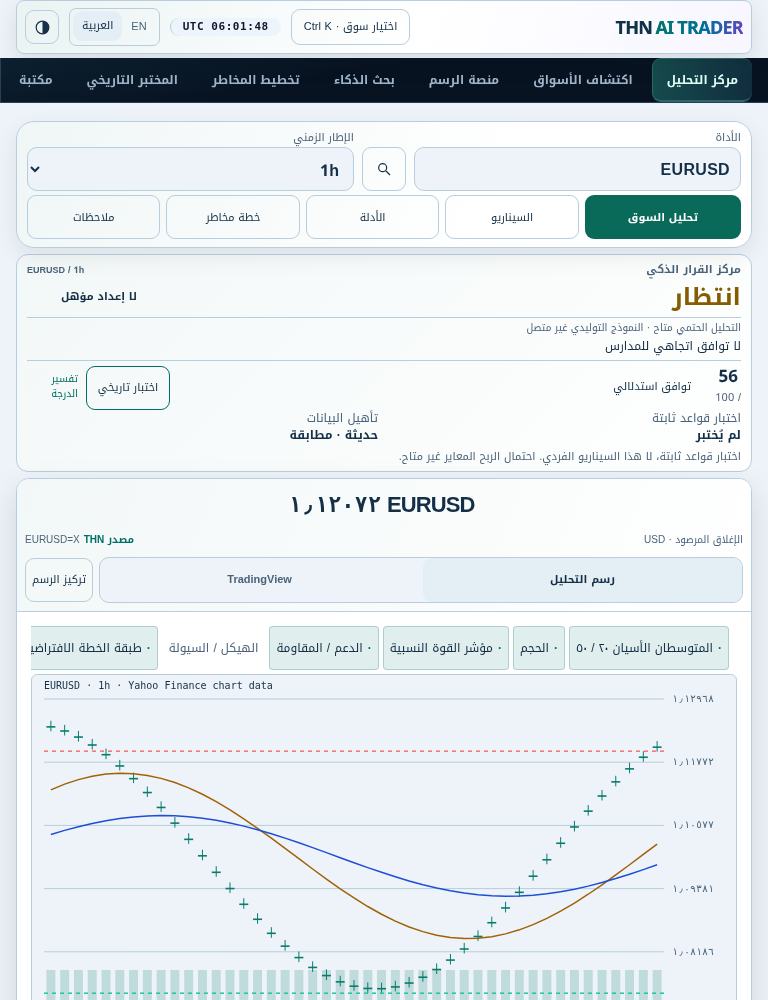 THN AI TRADER
اختيار سوق · Ctrl K
UTC 06:01:48
EN
العربية
مركز التحليل
اكتشاف الأسواق
منصة الرسم
بحث الذكاء
تخطيط المخاطر
المختبر التاريخي
مكتبة
الأداة
الإطار الزمني
EURUSD
1h
تحليل السوق
السيناريو
الأدلة
خطة مخاطر
ملاحظات
مركز القرار الذكي
EURUSD / 1h
انتظار
لا إعداد مؤهل
التحليل الحتمي متاح · النموذج التوليدي غير متصل
لا توافق اتجاهي للمدارس
56
/ 100
توافق استدلالي
اختبار تاريخي
تفسير
الدرجة
اختبار قواعد ثابتة
لم يُختبر
تأهيل البيانات
حديثة · مطابقة
اختبار قواعد ثابتة، لا هذا السيناريو الفردي. احتمال الربح المعاير غير متاح.
EURUSD ١٫١٢٠٧٢
الإغلاق المرصود · USD
مصدر THN EURUSD=X
رسم التحليل
TradingView
تركيز الرسم
· المتوسطان الأسيان ٢٠ / ٥٠
· الحجم
· مؤشر القوة النسبية
· الدعم / المقاومة
الهيكل / السيولة
· طبقة الخطة الافتراضي
EURUSD · 1h · Yahoo Finance chart data
١٫١٢٩٦٨
١٫١١٧٧٢
١٫١٠٥٧٧
١٫٠٩٣٨١
١٫٠٨١٨٦